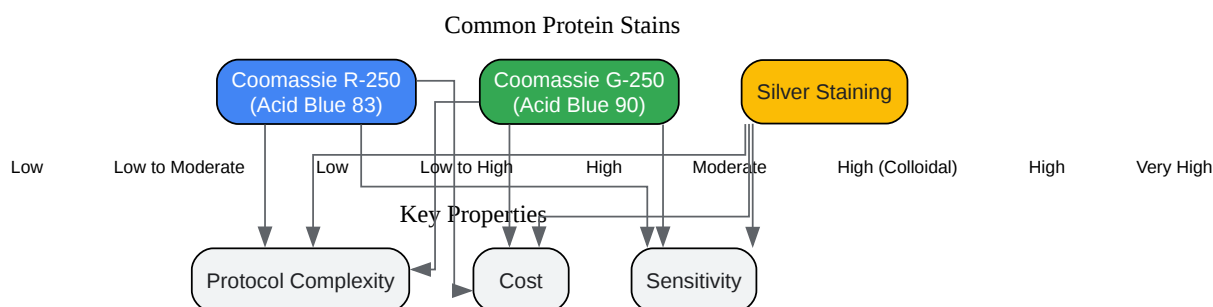 Common Protein Stains
Coomassie R-250
(Acid Blue 83)
Coomassie G-250
(Acid Blue 90)
Silver Staining
Low
Low to Moderate
Low
Low to High
High
Moderate
High (Colloidal)
High
Very High
Key Properties
Protocol Complexity
Cost
Sensitivity